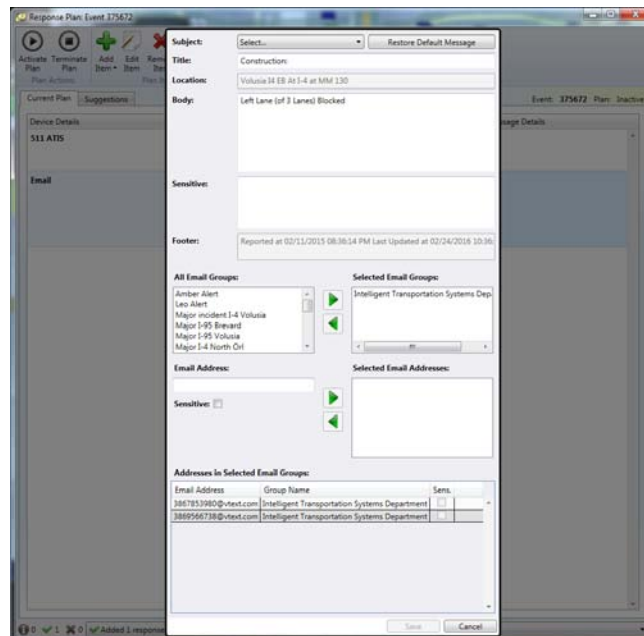 Response Plan: Event 375672
Activate Plan
Terminate Plan
Add Item
Edit Item
Plan Actions
Current Plan
Suggestions
Event: 375672 Plan: Inactive
Device Details
511 ATIS
Email
Subject:
Select...
Restore Default Message
Title:
Construction:
Location:
Volusia I4 EB At I-4 at MM 130
Body:
Left Lane (of 3 Lanes) Blocked
Sensitive:
Footer:
Reported at 02/11/2015 08:36:14 PM Last Updated at 02/24/2016 10:36:
All Email Groups:
Amber Alert
Leo Alert
Major incident I-4 Volusia
Major I-95 Brevard
Major I-95 Volusia
Major I-4 North Orl
Selected Email Groups:
Intelligent Transportation Systems Dep
Email Address:
Sensitive:
Selected Email Addresses:
Addresses in Selected Email Groups:
Email Address Group Name Sens.
3867853980@vtext.com Intelligent Transportation Systems Department
3869566738@vtext.com Intelligent Transportation Systems Department
0 1 0 Added 1 response
Save
Cancel